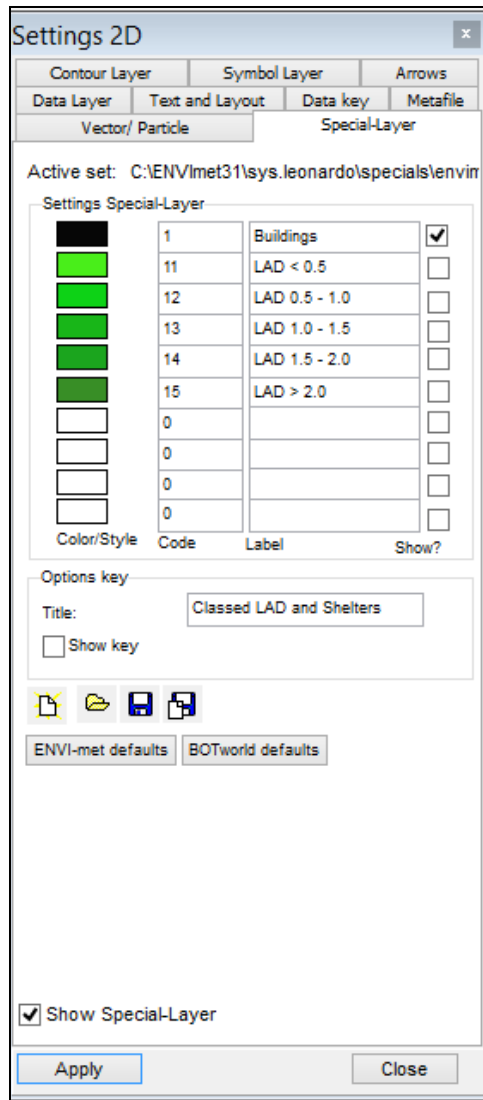 Settings 2D
x
Contour Layer Symbol Layer Arrows
Data Layer Text and Layout Data key Metafile
Vector/ Particle Special-Layer
Active set: C:\ENVImet31\sys.leonardo\specials\envim
Settings Special-Layer
1 Buildings
11 LAD < 0.5
12 LAD 0.5 - 1.0
13 LAD 1.0 - 1.5
14 LAD 1.5 - 2.0
15 LAD > 2.0
0
0
0
0
Color/Style Code Label Show?
Options key
Title: Classed LAD and Shelters
Show key
ENVI-met defaults BOTworld defaults
Show Special-Layer
Apply Close